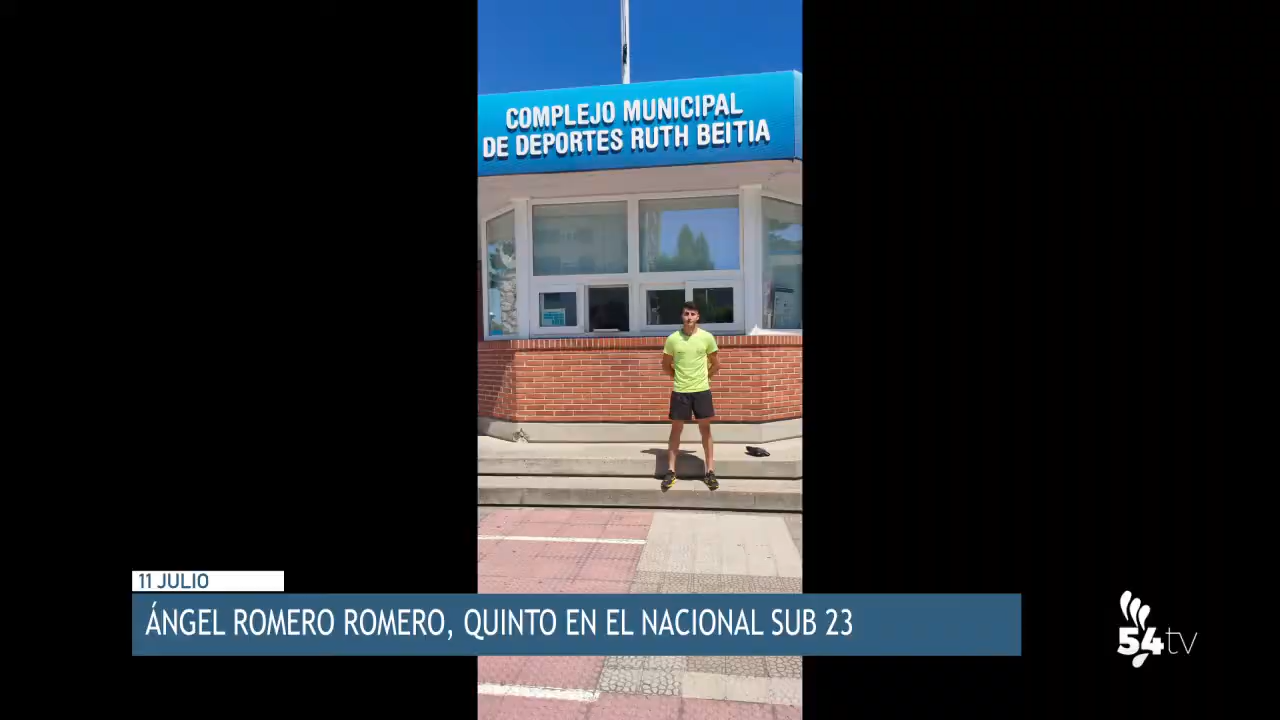 COMPLEJO MUNICIPAL
DE DEPORTES RUTH BEITIA
11 JULIO
ÁNGEL ROMERO ROMERO, QUINTO EN EL NACIONAL SUB 23
54tv